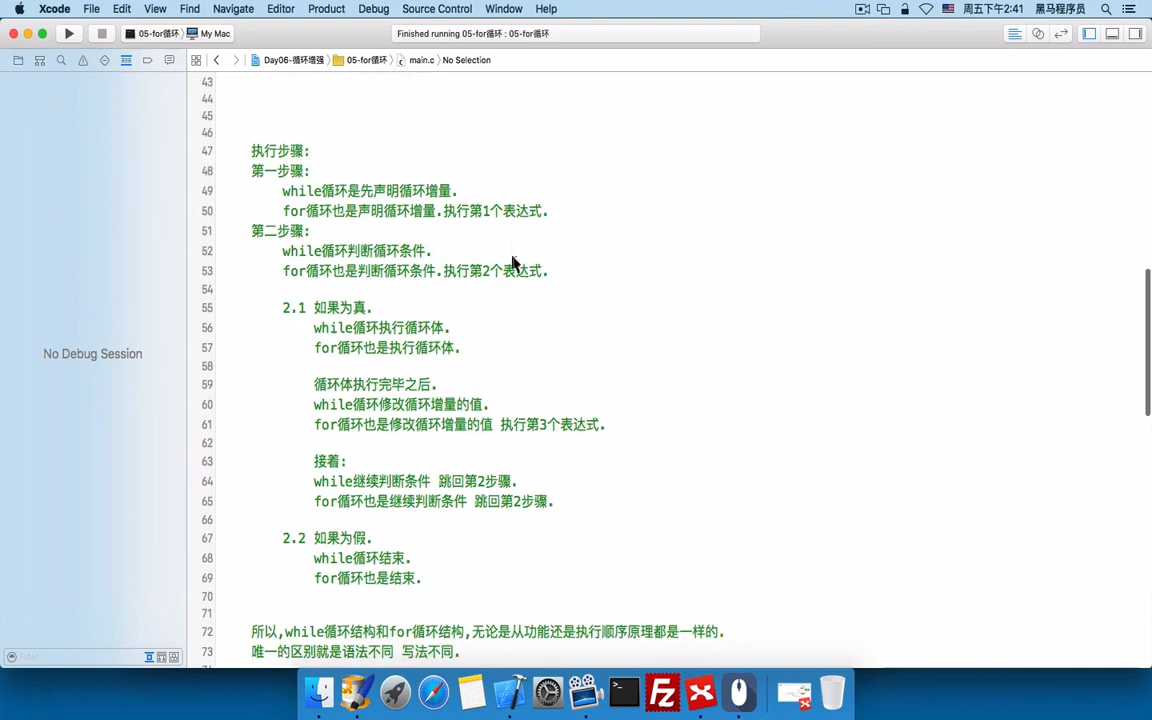 Xcode File Edit View Find Navigate Editor Product Debug Source Control Window Help 周五下午2:41 黑马程序员
05-for循环 My Mac Finished running 05-for循环 : 05-for循环
Day06-循环增强 05-for循环 main.c No Selection
43
44
45
46
47 执行步骤:
48 第一步骤:
49 while循环是先声明循环增量.
50 for循环也是声明循环增量.执行第1个表达式.
51 第二步骤:
52 while循环判断循环条件.
53 for循环也是判断循环条件.执行第2个表达式.
54
55 2.1 如果为真.
56 while循环执行循环体.
57 for循环也是执行循环体.
58
59 循环体执行完毕之后.
60 while循环修改循环增量的值.
61 for循环也是修改循环增量的值 执行第3个表达式.
62
63 接着:
64 while继续判断条件 跳回第2步骤.
65 for循环也是继续判断条件 跳回第2步骤.
66
67 2.2 如果为假.
68 while循环结束.
69 for循环也是结束.
70
71
72 所以,while循环结构和for循环结构,无论是从功能还是执行顺序原理都是一样的.
73 唯一的区别就是语法不同 写法不同.
No Debug Session
Filter